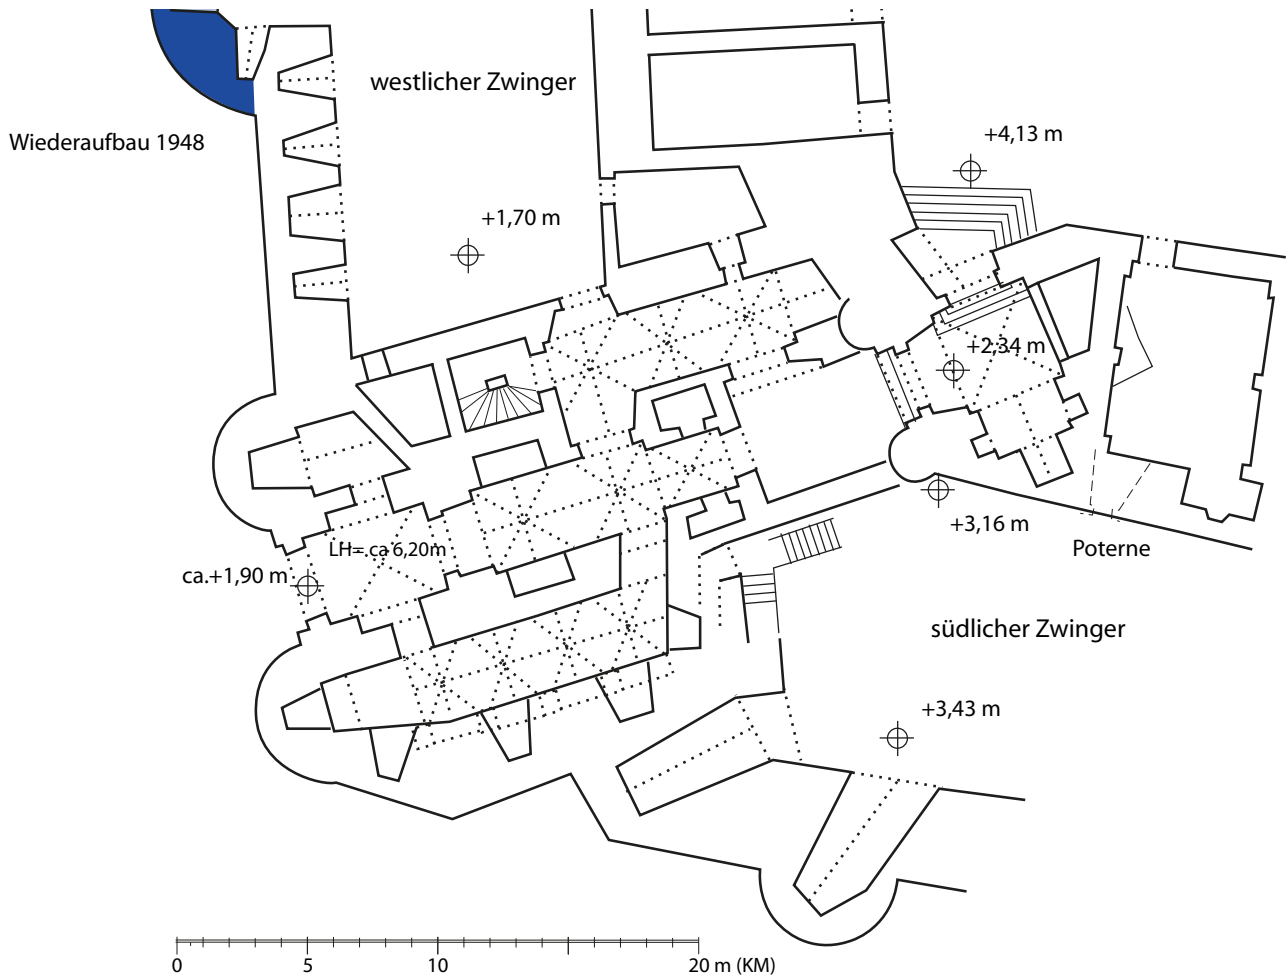 westlicher Zwinger
Wiederaufbau 1948
+4,13 m
+1,70 m
+2,34 m
LH= ca 6,20m
ca.+1,90 m
+3,16 m
Poterne
südlicher Zwinger
+3,43 m
0 5 10 20 m (KM)